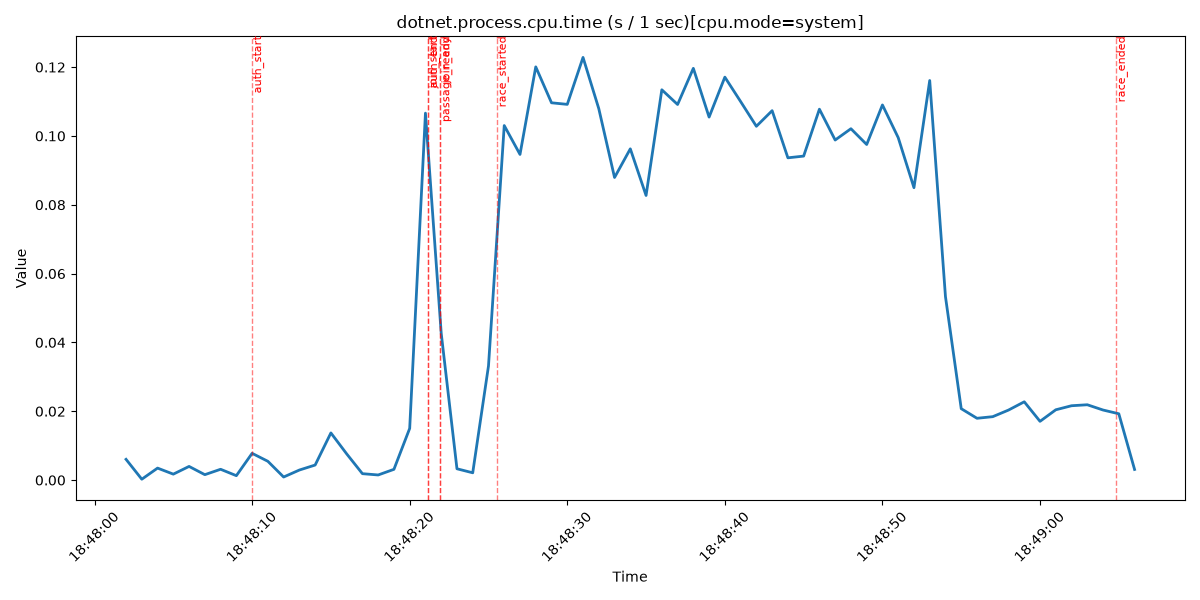 dotnet.process.cpu.time (s / 1 sec)[cpu.mode=system]
auth_start
race_started
race_ended
Value
0.12
0.10
0.08
0.06
0.04
0.02
0.00
18:48:00
18:48:10
18:48:20
18:48:30
18:48:40
18:48:50
18:49:00
Time